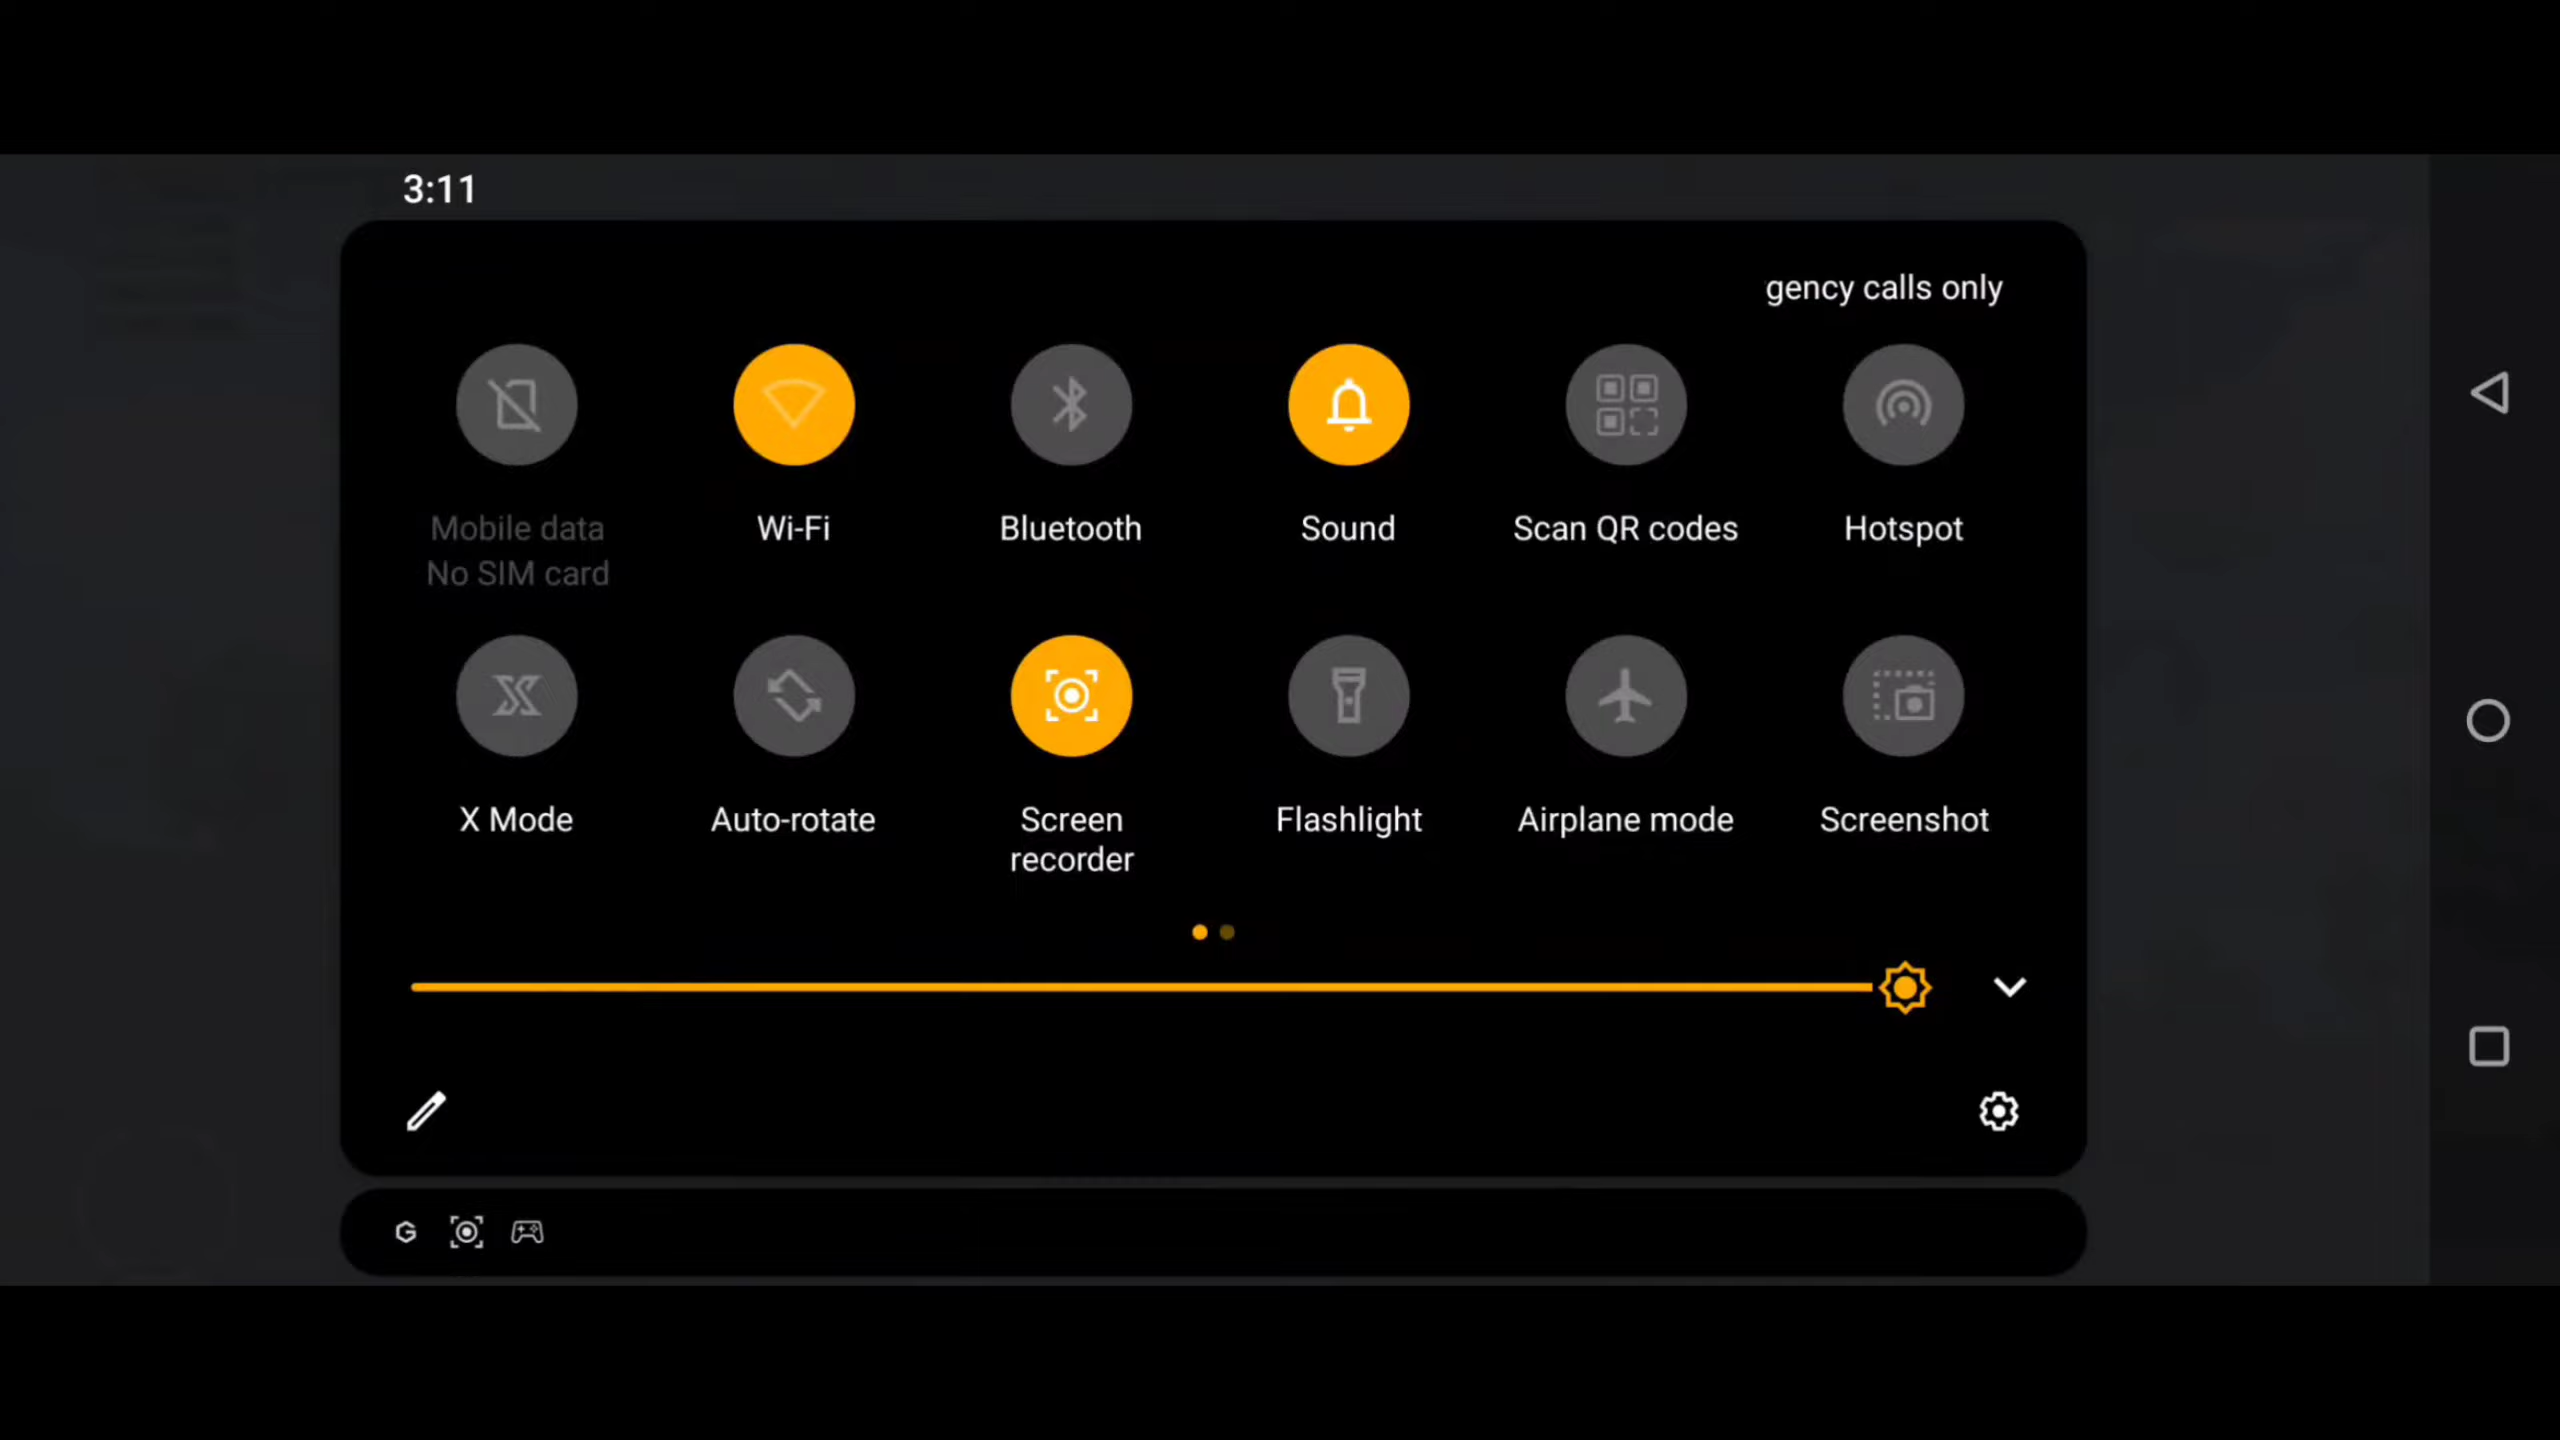 3:11
gency calls only
Mobile data
No SIM card
Wi-Fi
Bluetooth
Sound
Scan QR codes
Hotspot
X Mode
Auto-rotate
Screen
recorder
Flashlight
Airplane mode
Screenshot